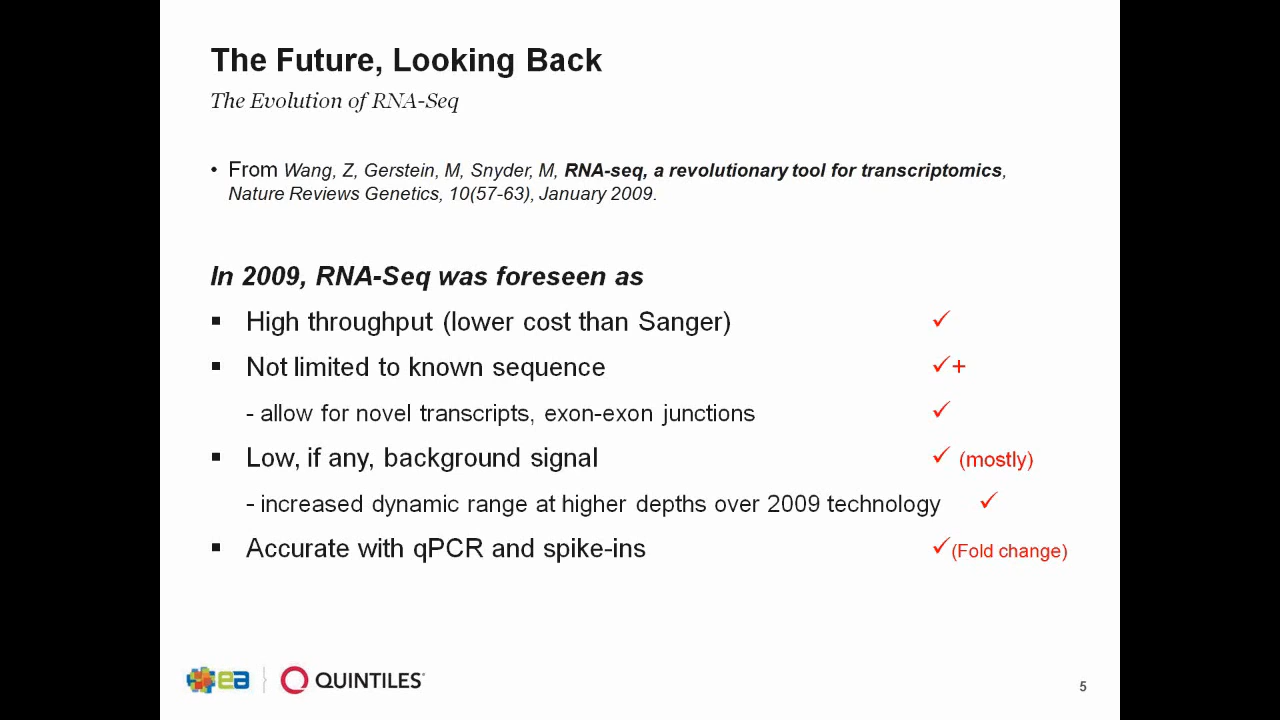 The Future, Looking Back
The Evolution of RNA-Seq
• From Wang, Z, Gerstein, M, Snyder, M, RNA-seq, a revolutionary tool for transcriptomics,
Nature Reviews Genetics, 10(57-63), January 2009.
In 2009, RNA-Seq was foreseen as
▪ High throughput (lower cost than Sanger) ✓
▪ Not limited to known sequence ✓+
- allow for novel transcripts, exon-exon junctions ✓
▪ Low, if any, background signal ✓ (mostly)
- increased dynamic range at higher depths over 2009 technology ✓
▪ Accurate with qPCR and spike-ins ✓(Fold change)
ea QUINTILES
5